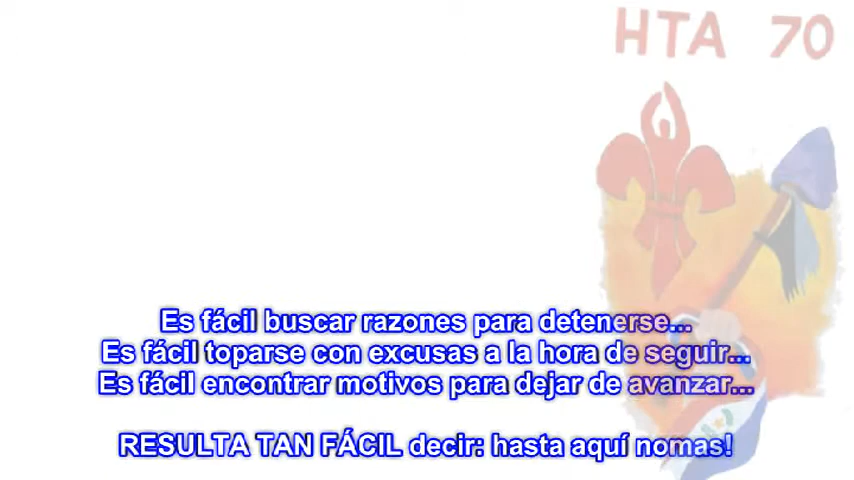 HTA 70
Es fácil buscar razones para detenerse...
Es fácil toparse con excusas a la hora de seguir...
Es fácil encontrar motivos para dejar de avanzar...
RESULTA TAN FÁCIL decir: hasta aquí nomas!